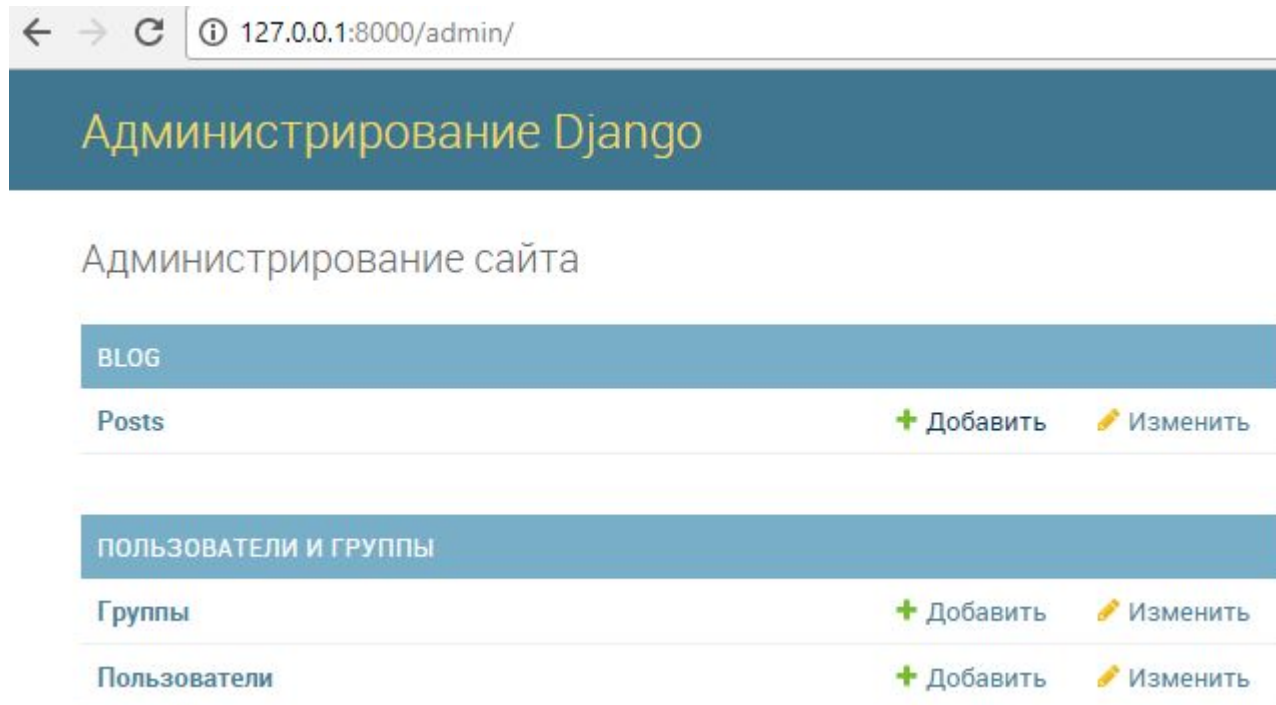 127.0.0.1:8000/admin/
Администрирование Django
Администрирование сайта
BLOG
Posts Добавить Изменить
ПОЛЬЗОВАТЕЛИ И ГРУППЫ
Группы Добавить Изменить
Пользователи Добавить Изменить